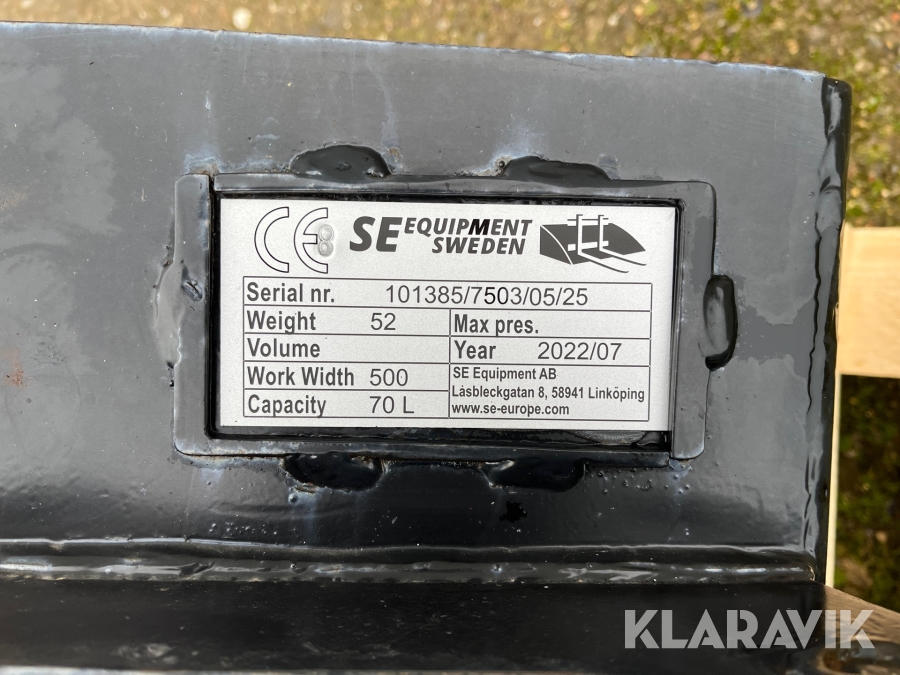 CE SE EQUIPMENT SWEDEN
Serial nr. 101385/7503/05/25
Weight 52 Max pres.
Volume Year 2022/07
Work Width 500 SE Equipment AB
Låsbleckgatan 8, 58941 Linköping
Capacity 70 L www.se-europe.com
KLARAVIK